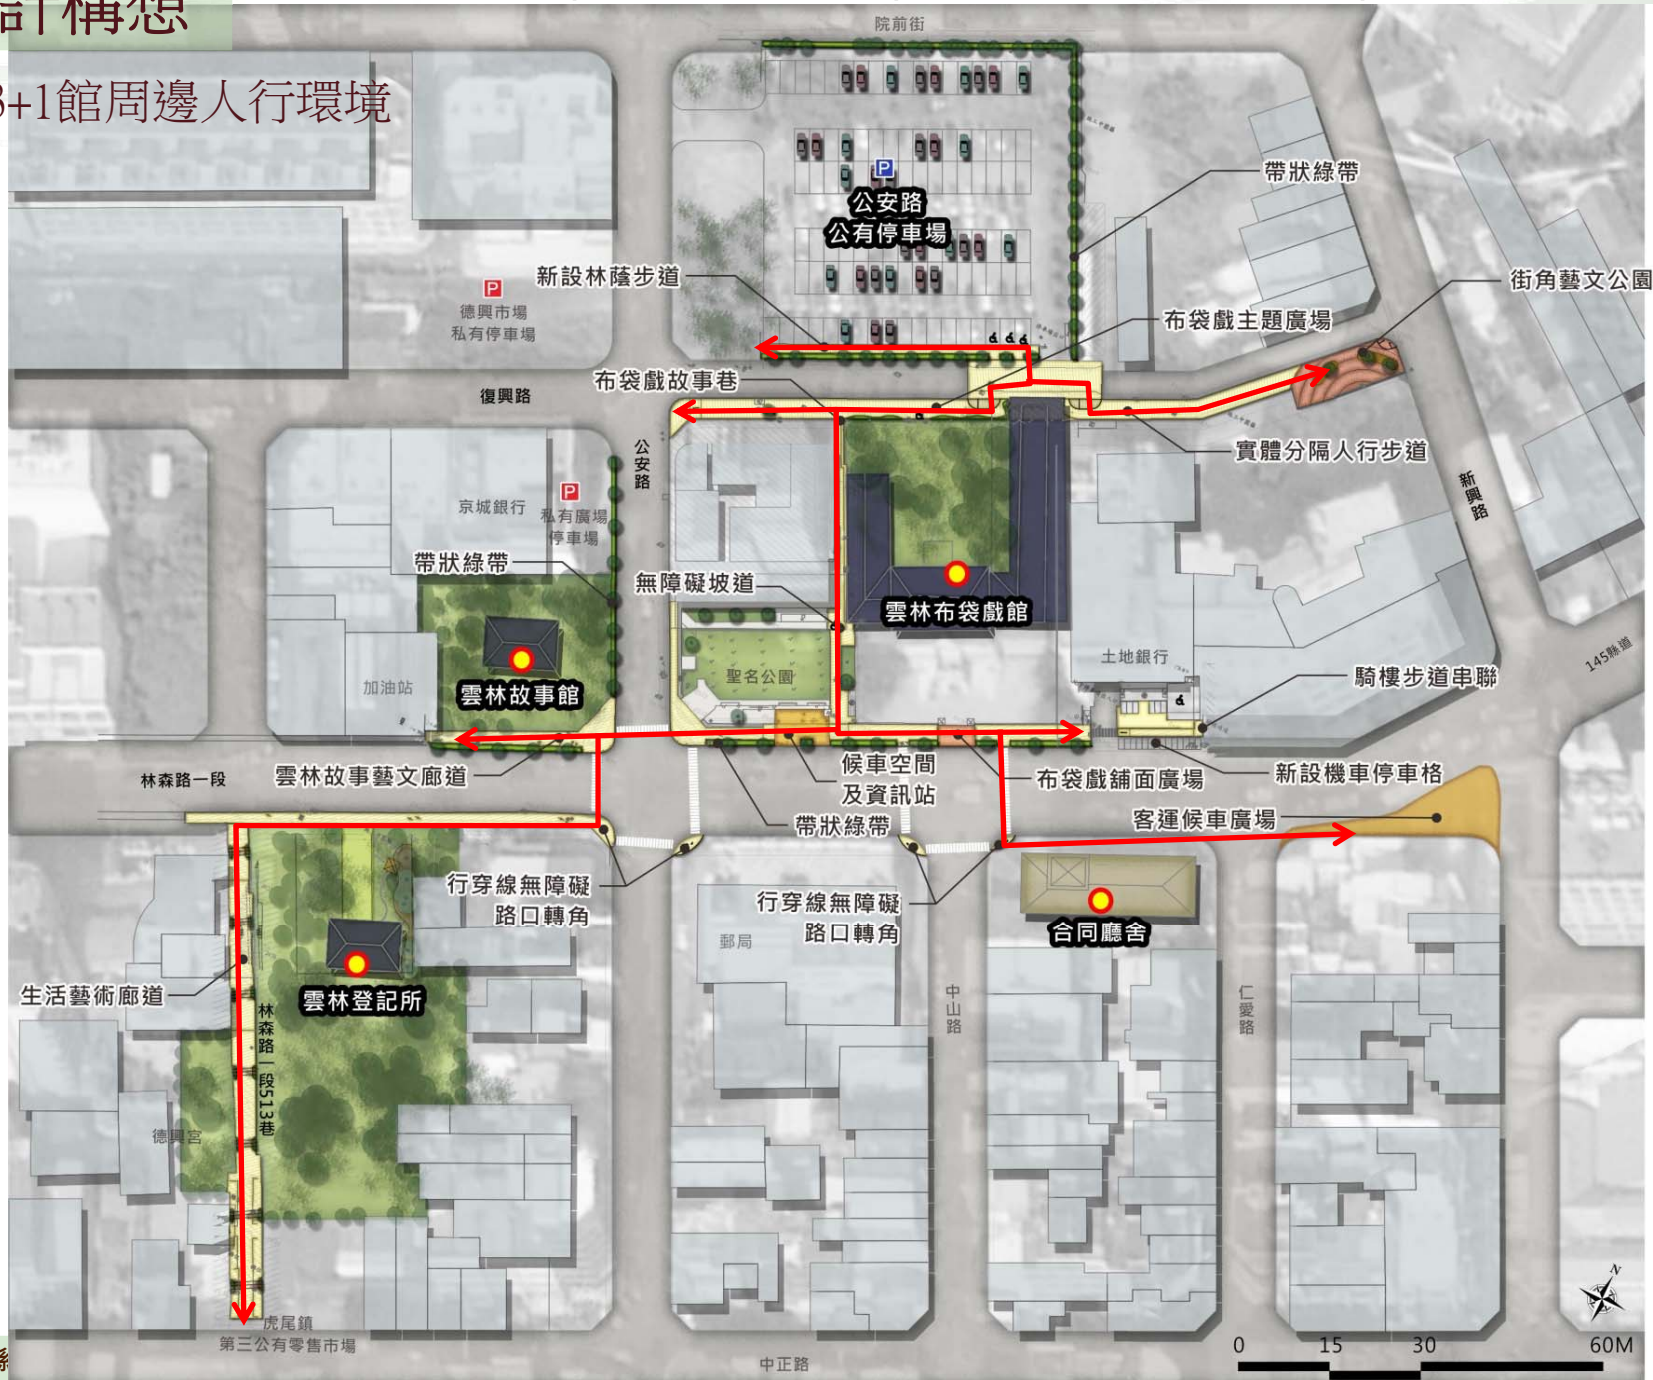 計構想
3+1館周邊人行環境
院前街
帶狀綠帶
P
公安路
公有停車場
新設林蔭步道
街角藝文公園
P
德興市場
私有停車場
布袋戲主題廣場
布袋戲故事巷
復興路
公安路
實體分隔人行步道
新興路
京城銀行
P
私有廣場
停車場
帶狀綠帶
無障礙坡道
雲林布袋戲館
145縣道
土地銀行
聖名公園
騎樓步道串聯
加油站
雲林故事館
林森路一段
雲林故事藝文廊道
候車空間
及資訊站
布袋戲舖面廣場
新設機車停車格
帶狀綠帶
客運候車廣場
行穿線無障礙
路口轉角
行穿線無障礙
路口轉角
郵局
合同廳舍
生活藝術廊道
雲林登記所
林森路一段513巷
中山路
仁愛路
德興宮
虎尾鎮
第三公有零售市場
中正路
N
0 15 30 60M